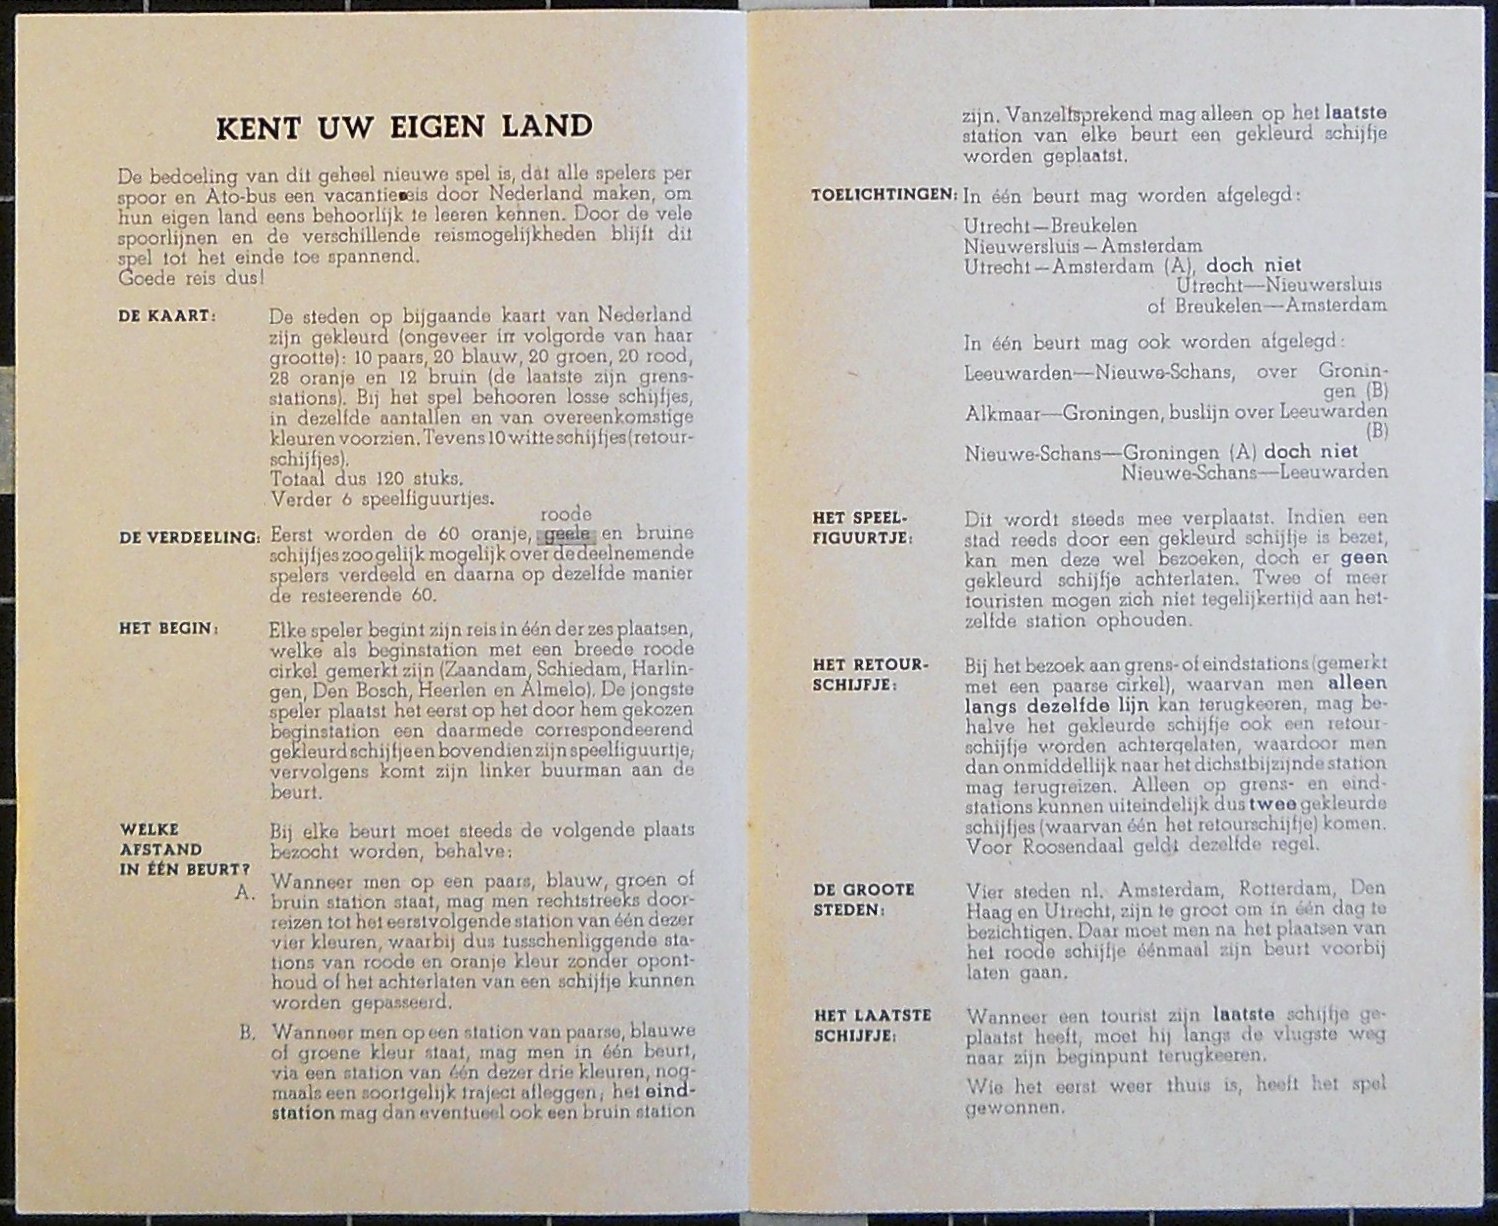 KENT UW EIGEN LAND
De bedoeling van dit geheel nieuwe spel is, dat alle spelers per
spoor en Ato-bus een vacantiereis door Nederland maken, om
hun eigen land eens behoorlijk te leeren kennen. Door de vele
spoorlijnen en de verschillende reismogelijkheden blijft dit
spel tot het einde toe spannend.
Goede reis dus!
DE KAART: De steden op bijgaande kaart van Nederland
zijn gekleurd (ongeveer in volgorde van haar
grootte): 10 paars, 20 blauw, 20 groen, 20 rood,
28 oranje en 12 bruin (de laatste zijn grens-
stations). Bij het spel behooren losse schijfjes,
in dezelfde aantallen en van overeenkomstige
kleuren voorzien. Tevens 10 witte schijfjes (retour-
schijfjes).
Totaal dus 120 stuks.
Verder 6 speelfiguurtjes.
roode
DE VERDEELING: Eerst worden de 60 oranje, geele en bruine
schijfjes zoo gelijk mogelijk over de deelnemende
spelers verdeeld en daarna op dezelfde manier
de resteerende 60.
HET BEGIN: Elke speler begint zijn reis in één der zes plaatsen,
welke als beginstation met een breede roode
cirkel gemerkt zijn (Zaandam, Schiedam, Harlin-
gen, Den Bosch, Heerlen en Almelo). De jongste
speler plaatst het eerst op het door hem gekozen
beginstation een daarmede correspondeerend
gekleurd schijfje en bovendien zijn speelfiguurtje,
vervolgens komt zijn linker buurman aan de
beurt.
WELKE AFSTAND IN ÉÉN BEURT? Bij elke beurt moet steeds de volgende plaats
bezocht worden, behalve:
A. Wanneer men op een paars, blauw, groen of
bruin station staat, mag men rechtstreeks door-
reizen tot het eerstvolgende station van één dezer
vier kleuren, waarbij dus tusschenliggende sta-
tions van roode en oranje kleur zonder opont-
houd of het achterlaten van een schijfje kunnen
worden gepasseerd.
B. Wanneer men op een station van paarse, blauwe
of groene kleur staat, mag men in één beurt,
via een station van één dezer drie kleuren, nog-
maals een soortgelijk traject afleggen; het eind-
station mag dan eventueel ook een bruin station
zijn. Vanzelfsprekend mag alleen op het laatste
station van elke beurt een gekleurd schijfje
worden geplaatst.
TOELICHTINGEN: In één beurt mag worden afgelegd:
Utrecht—Breukelen
Nieuwersluis—Amsterdam
Utrecht—Amsterdam (A), doch niet
Utrecht—Nieuwersluis
of Breukelen—Amsterdam
In één beurt mag ook worden afgelegd:
Leeuwarden—Nieuwe-Schans, over Gronin-
gen (B)
Alkmaar—Groningen, buslijn over Leeuwarden
(B)
Nieuwe-Schans—Groningen (A) doch niet
Nieuwe-Schans—Leeuwarden
HET SPEEL-FIGUURTJE: Dit wordt steeds mee verplaatst. Indien een
stad reeds door een gekleurd schijfje is bezet,
kan men deze wel bezoeken, doch er geen
gekleurd schijfje achterlaten. Twee of meer
touristen mogen zich niet tegelijkertijd aan het-
zelfde station ophouden.
HET RETOUR-SCHIJFJE: Bij het bezoek aan grens- of eindstations (gemerkt
met een paarse cirkel), waarvan men alleen
langs dezelfde lijn kan terugkeeren, mag be-
halve het gekleurde schijfje ook een retour-
schijfje worden achtergelaten, waardoor men
dan onmiddellijk naar het dichstbijzijnde station
mag terugreizen. Alleen op grens- en eind-
stations kunnen uiteindelijk dus twee gekleurde
schijfjes (waarvan één het retourschijfje) komen.
Voor Roosendaal geldt dezelfde regel.
DE GROOTE STEDEN: Vier steden nl. Amsterdam, Rotterdam, Den
Haag en Utrecht, zijn te groot om in één dag te
bezichtigen. Daar moet men na het plaatsen van
het roode schijfje éénmaal zijn beurt voorbij
laten gaan.
HET LAATSTE SCHIJFJE: Wanneer een tourist zijn laatste schijfje ge-
plaatst heeft, moet hij langs de vlugste weg
naar zijn beginpunt terugkeeren.
Wie het eerst weer thuis is, heeft het spel
gewonnen.